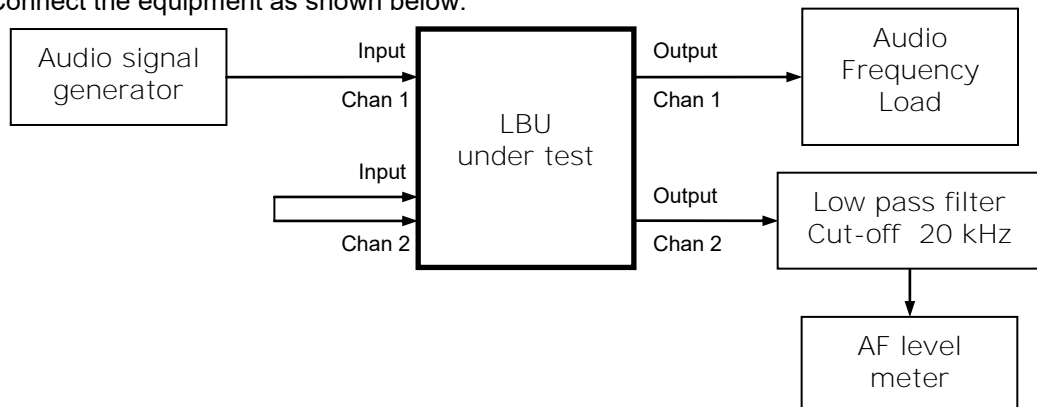 Connect the equipment as shown below:
Audio signal
generator
Input
Chan 1
Input
Chan 2
LBU
under test
Output
Chan 1
Output
Chan 2
Audio
Frequency
Load
Low pass filter
Cut-off 20 kHz
AF level
meter